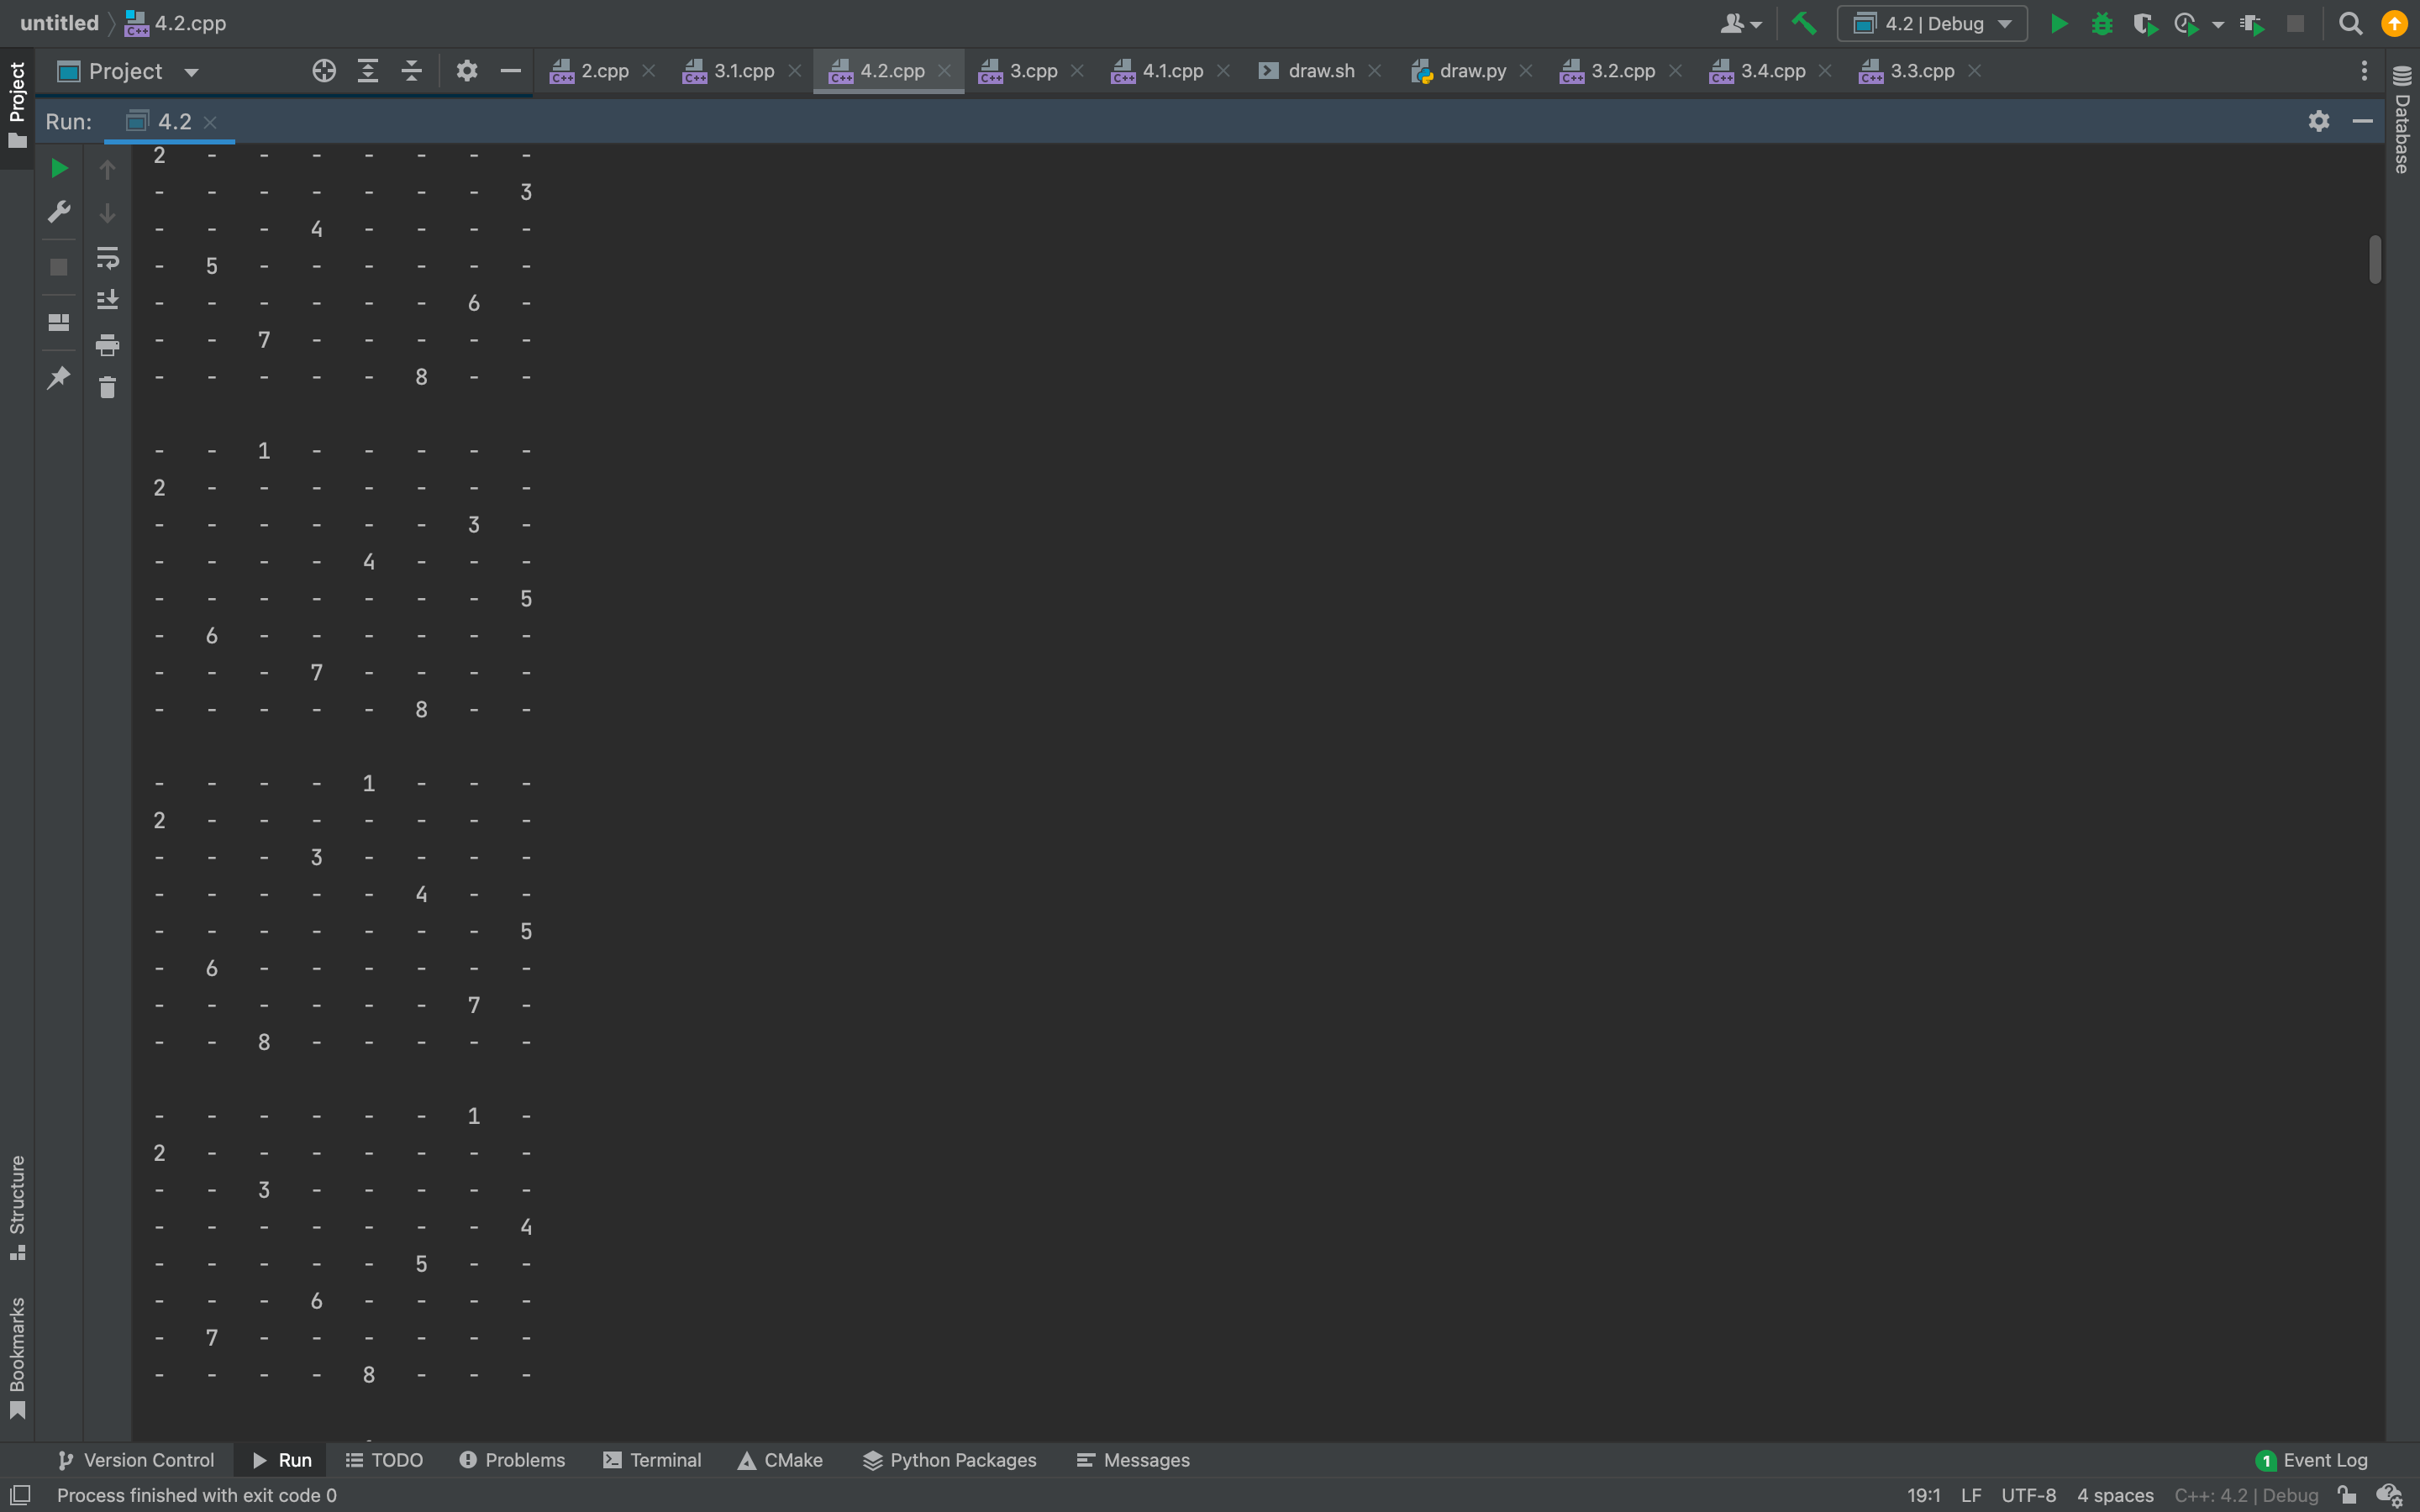 untitled 4.2.cpp 4.2 | Debug
Project 2.cpp 3.1.cpp 4.2.cpp 3.cpp 4.1.cpp draw.sh draw.py 3.2.cpp 3.4.cpp 3.3.cpp
Project
Database
Run: 4.2
2 - - - - - - -
- - - - - - - 3
- - - 4 - - - -
- 5 - - - - - -
- - - - - - 6 -
- - 7 - - - - -
- - - - - 8 - -
- - 1 - - - - -
2 - - - - - - -
- - - - - - 3 -
- - - - 4 - - -
- - - - - - - 5
- 6 - - - - - -
- - - 7 - - - -
- - - - - 8 - -
- - - - 1 - - -
2 - - - - - - -
- - - 3 - - - -
- - - - - 4 - -
- - - - - - - 5
- 6 - - - - - -
- - - - - - 7 -
- - 8 - - - - -
- - - - - - 1 -
2 - - - - - - -
- - 3 - - - - -
- - - - - - - 4
- - - - - 5 - -
- - - 6 - - - -
- 7 - - - - - -
- - - - 8 - - -
Structure
Bookmarks
Version Control Run TODO Problems Terminal CMake Python Packages Messages 1 Event Log
Process finished with exit code 0 19:1 LF UTF-8 4 spaces C++: 4.2 | Debug